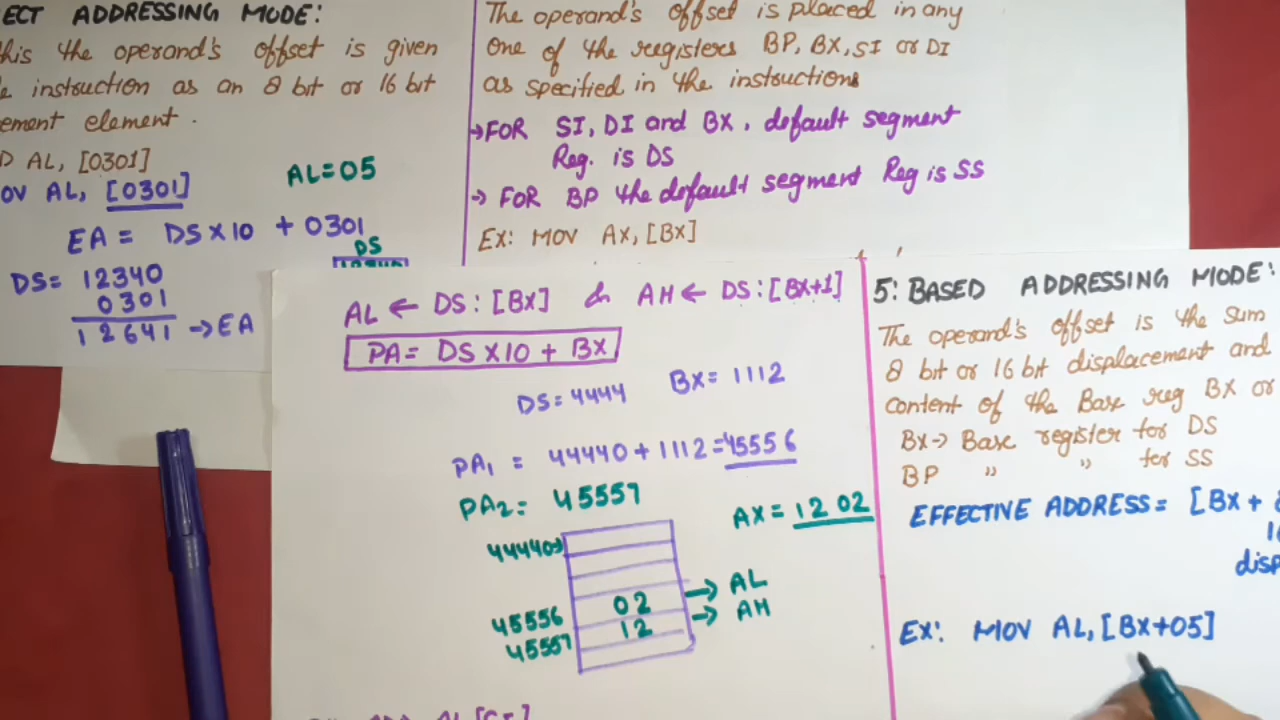 ECT ADDRESSING MODE:
this the operand's offset is given
instruction as an 8 bit or 16 bit
ement element.
AL, [0301]
OV AL, [0301]
AL=05
EA = DS×10 + 0301
DS
DS= 12340
0301
12641 → EA
The operand's offset is placed in any
one of the registers BP, BX, SI or DI
as specified in the instructions
→FOR SI, DI and BX, default segment
Reg. is DS
→ FOR BP the default segment Reg is SS
Ex: MOV AX, [BX]
AL ← DS: [BX] & AH ← DS: [BX+1]
PA= DS×10 + BX
DS=4444 BX=1112
PA1 = 44440+1112=45556
PA2= 45557
AX= 1202
44440
02
→ AL
45556
12
→ AH
45557
5: BASED ADDRESSING MODE:
The operand's offset is the sum
8 bit or 16 bit displacement and
content of the Base reg BX or
BX→ Base register for DS
BP " " for SS
EFFECTIVE ADDRESS= [BX +
disp
Ex: MOV AL, [BX+05]